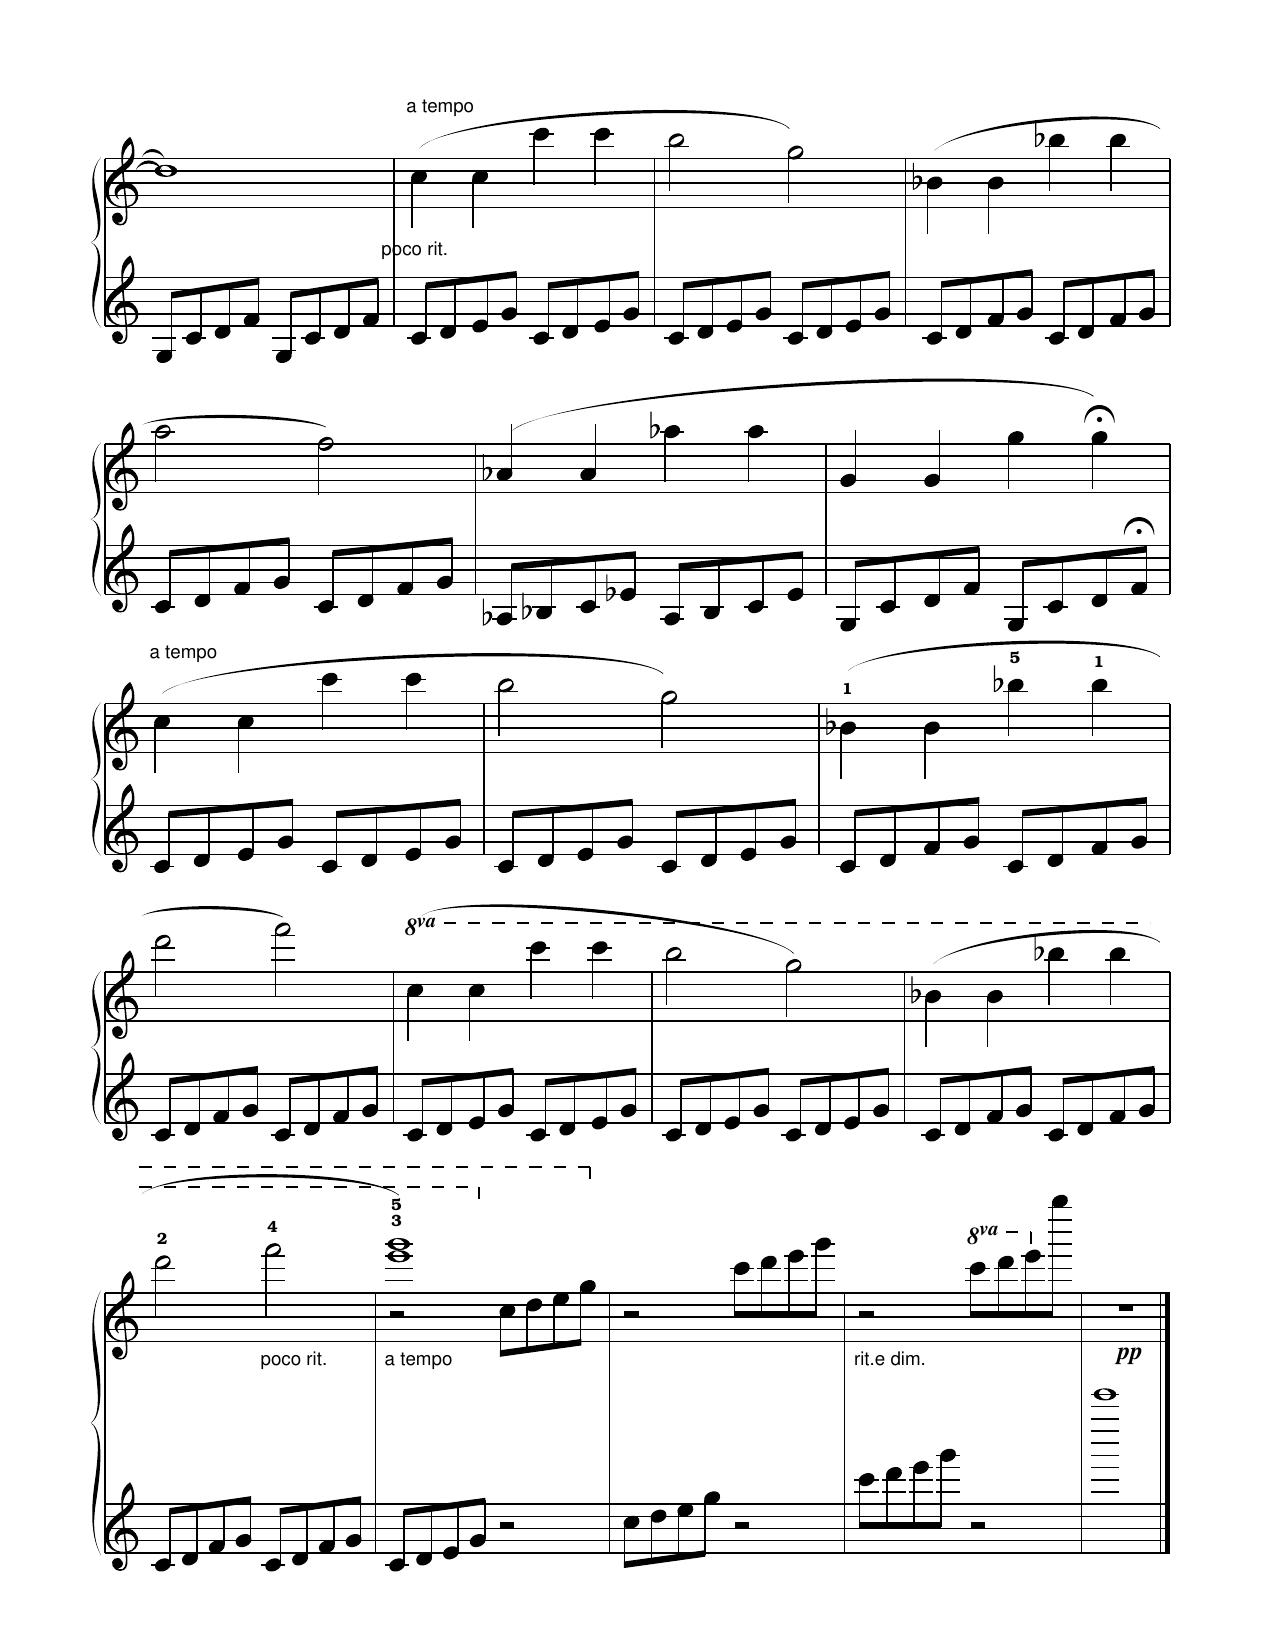 a tempo
poco rit.
a tempo
1 5 1
8va
2 4 5
3
8va
poco rit. a tempo rit.e dim. pp